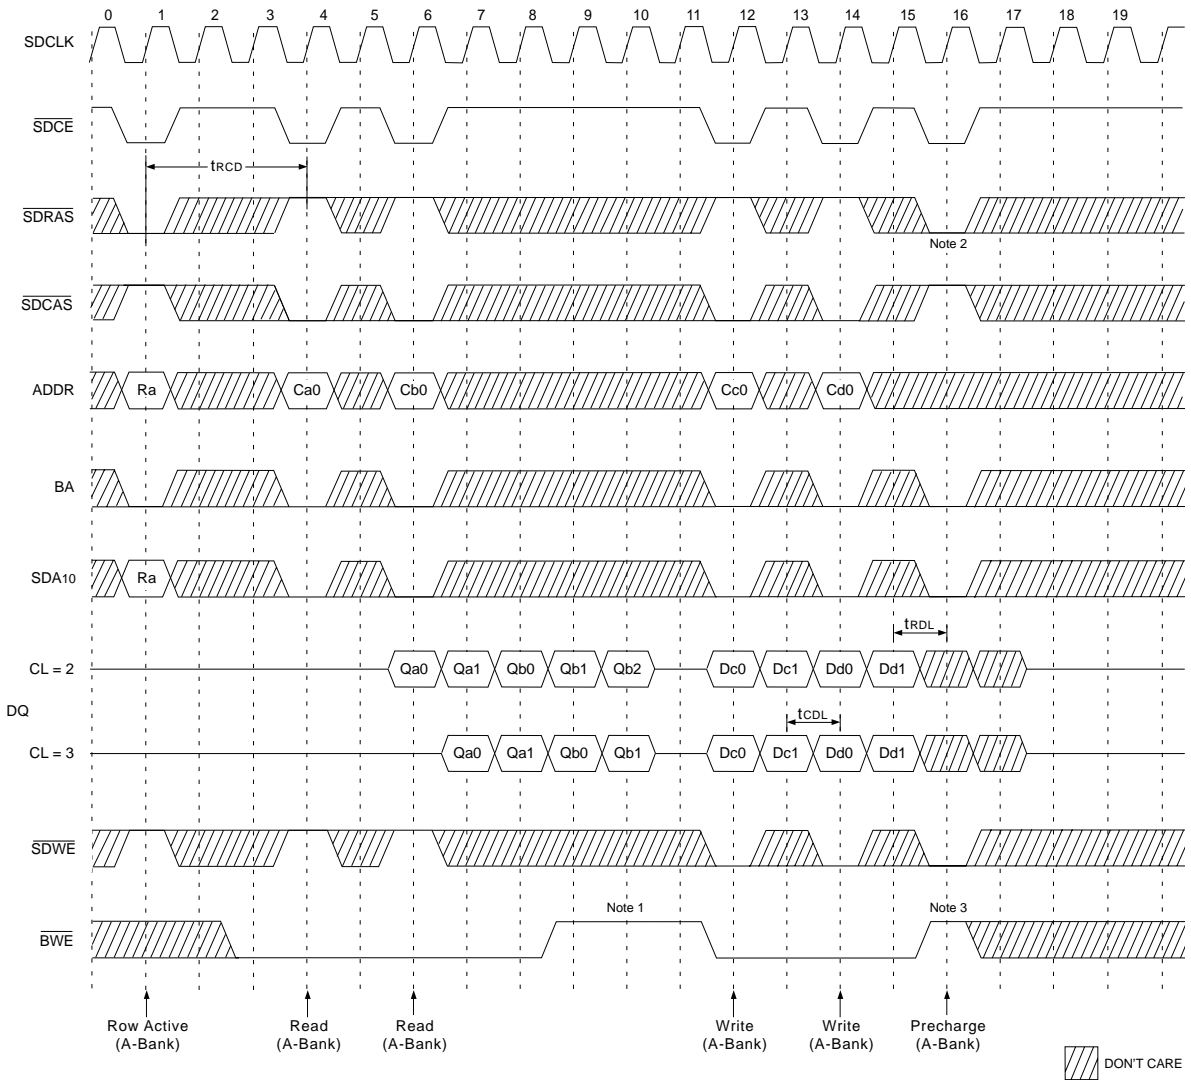 0 1 2 3 4 5 6 7 8 9 10 11 12 13 14 15 16 17 18 19
SDCLK
SDCE
tRCD
SDRAS
Note 2
SDCAS
ADDR Ra Ca0 Cb0 Cc0 Cd0
BA
SDA10 Ra
tRDL
CL = 2 Qa0 Qa1 Qb0 Qb1 Qb2 Dc0 Dc1 Dd0 Dd1
DQ
tCDL
CL = 3 Qa0 Qa1 Qb0 Qb1 Dc0 Dc1 Dd0 Dd1
SDWE
Note 1 Note 3
BWE
Row Active Read Read Write Write Precharge
(A-Bank) (A-Bank) (A-Bank) (A-Bank) (A-Bank) (A-Bank)
DON'T CARE